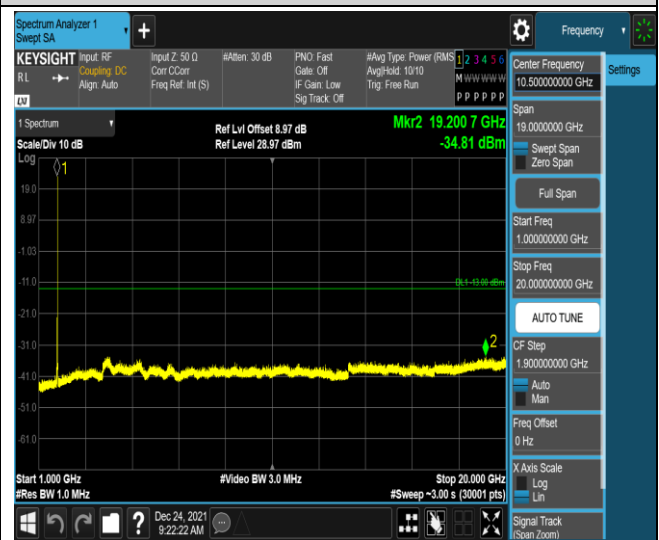 Spectrum Analyzer 1
Swept SA
Frequency
KEYSIGHT Input: RF Input Z: 50 Ω #Atten: 30 dB PNO: Fast #Avg Type: Power (RMS 1 2 3 4 5 6
RL Coupling: DC Corr CCorr Gate: Off Avg|Hold: 10/10 M W W W W W
Align: Auto Freq Ref: Int (S) IF Gain: Low Trig: Free Run
LXI Sig Track: Off P P P P P P
1 Spectrum
Ref Lvl Offset 8.97 dB Mkr2 19.200 7 GHz
Scale/Div 10 dB Ref Level 28.97 dBm -34.81 dBm
Log
1
19.0
8.97
-1.03
-11.0
DL1 -13.00 dBm
-21.0
-31.0
2
-41.0
-51.0
-61.0
Start 1.000 GHz #Video BW 3.0 MHz Stop 20.000 GHz
#Res BW 1.0 MHz #Sweep ~3.00 s (30001 pts)
? Dec 24, 2021
9:22:22 AM
Center Frequency
10.500000000 GHz
Settings
Span
19.0000000 GHz
Swept Span
Zero Span
Full Span
Start Freq
1.000000000 GHz
Stop Freq
20.000000000 GHz
AUTO TUNE
CF Step
1.900000000 GHz
Auto
Man
Freq Offset
0 Hz
X Axis Scale
Log
Lin
Signal Track
(Span Zoom)